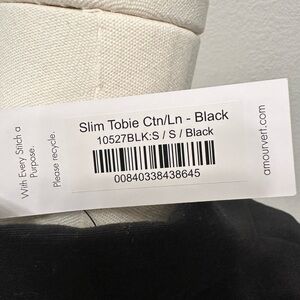 Slim Tobie Ctn/Ln - Black
10527BLK:S / S / Black
00840338438645
With Every Stitch a
Purpose.
Please recycle.
amourvert.com